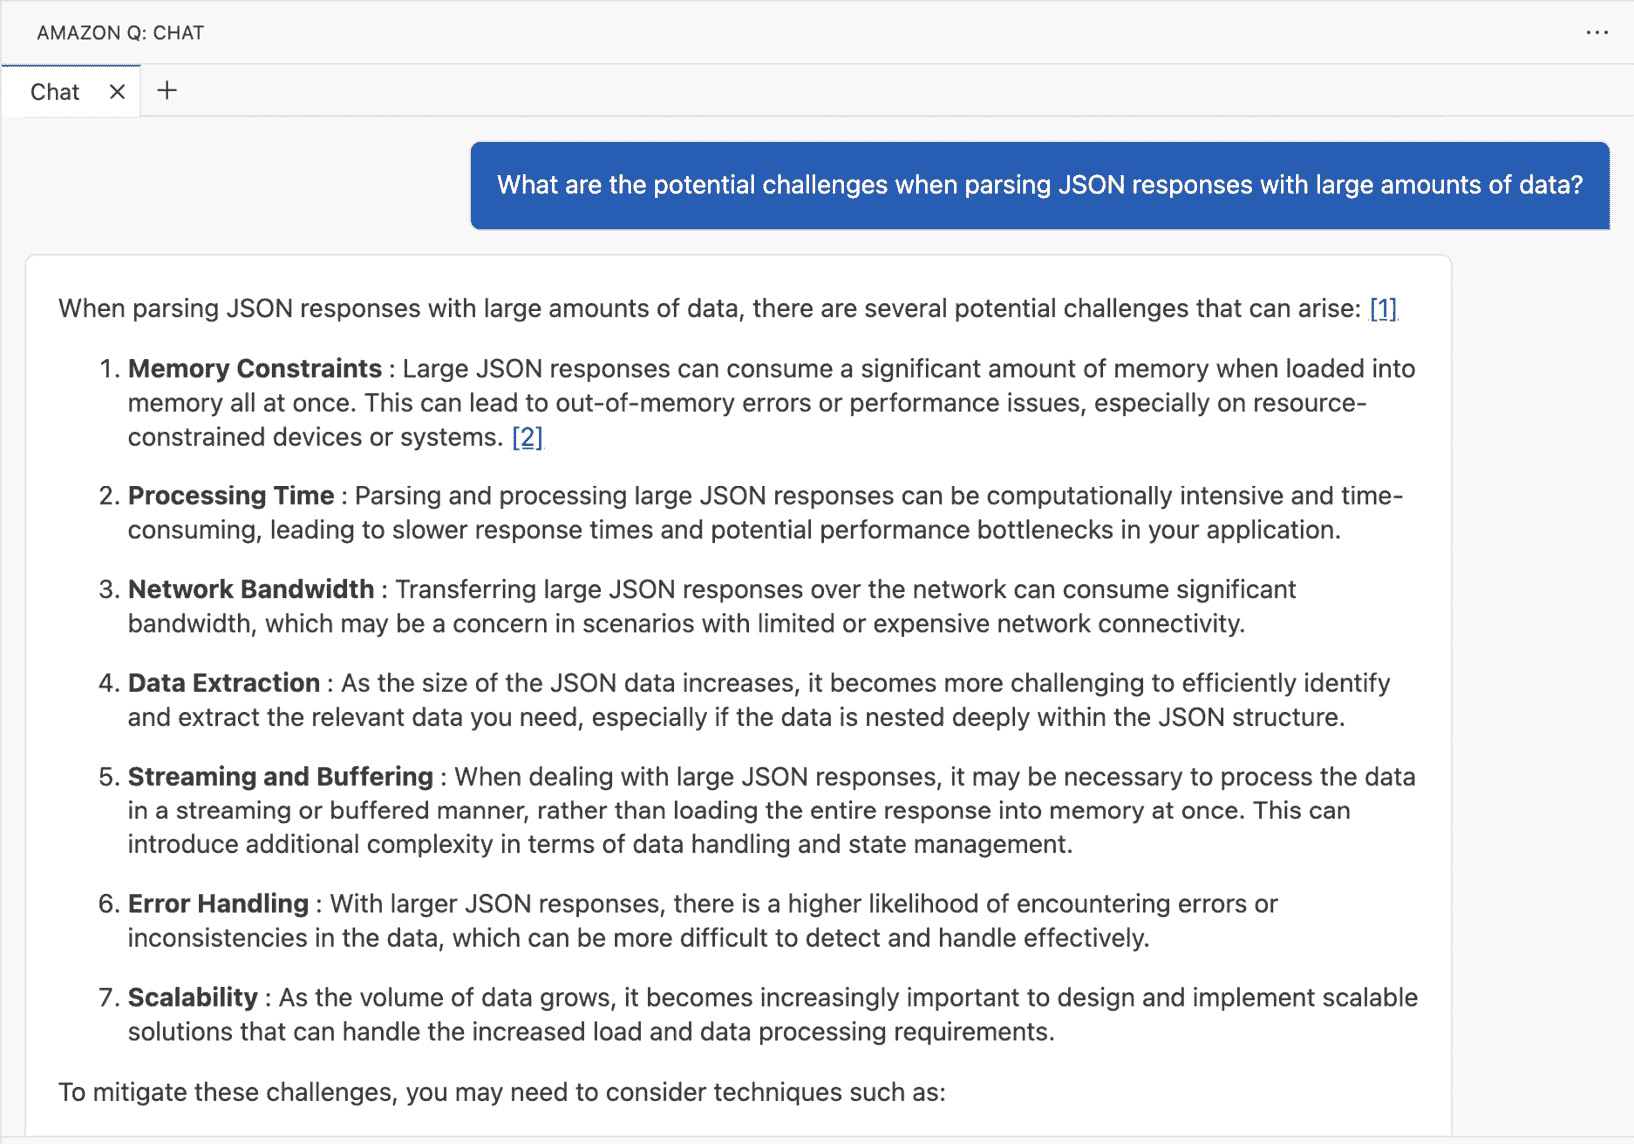 AMAZON Q: CHAT
Chat
What are the potential challenges when parsing JSON responses with large amounts of data?
When parsing JSON responses with large amounts of data, there are several potential challenges that can arise: [1]
1. Memory Constraints : Large JSON responses can consume a significant amount of memory when loaded into
memory all at once. This can lead to out-of-memory errors or performance issues, especially on resource-
constrained devices or systems. [2]
2. Processing Time : Parsing and processing large JSON responses can be computationally intensive and time-
consuming, leading to slower response times and potential performance bottlenecks in your application.
3. Network Bandwidth : Transferring large JSON responses over the network can consume significant
bandwidth, which may be a concern in scenarios with limited or expensive network connectivity.
4. Data Extraction : As the size of the JSON data increases, it becomes more challenging to efficiently identify
and extract the relevant data you need, especially if the data is nested deeply within the JSON structure.
5. Streaming and Buffering : When dealing with large JSON responses, it may be necessary to process the data
in a streaming or buffered manner, rather than loading the entire response into memory at once. This can
introduce additional complexity in terms of data handling and state management.
6. Error Handling : With larger JSON responses, there is a higher likelihood of encountering errors or
inconsistencies in the data, which can be more difficult to detect and handle effectively.
7. Scalability : As the volume of data grows, it becomes increasingly important to design and implement scalable
solutions that can handle the increased load and data processing requirements.
To mitigate these challenges, you may need to consider techniques such as: